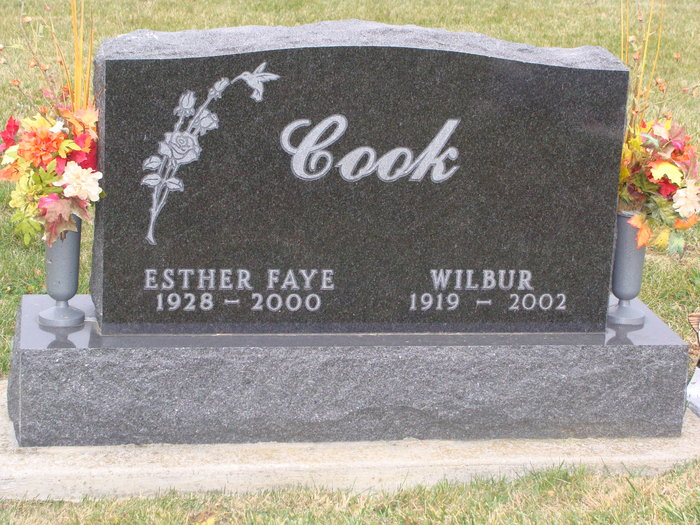 Cook
ESTHER FAYE WILBUR
1928 - 2000 1919 - 2002